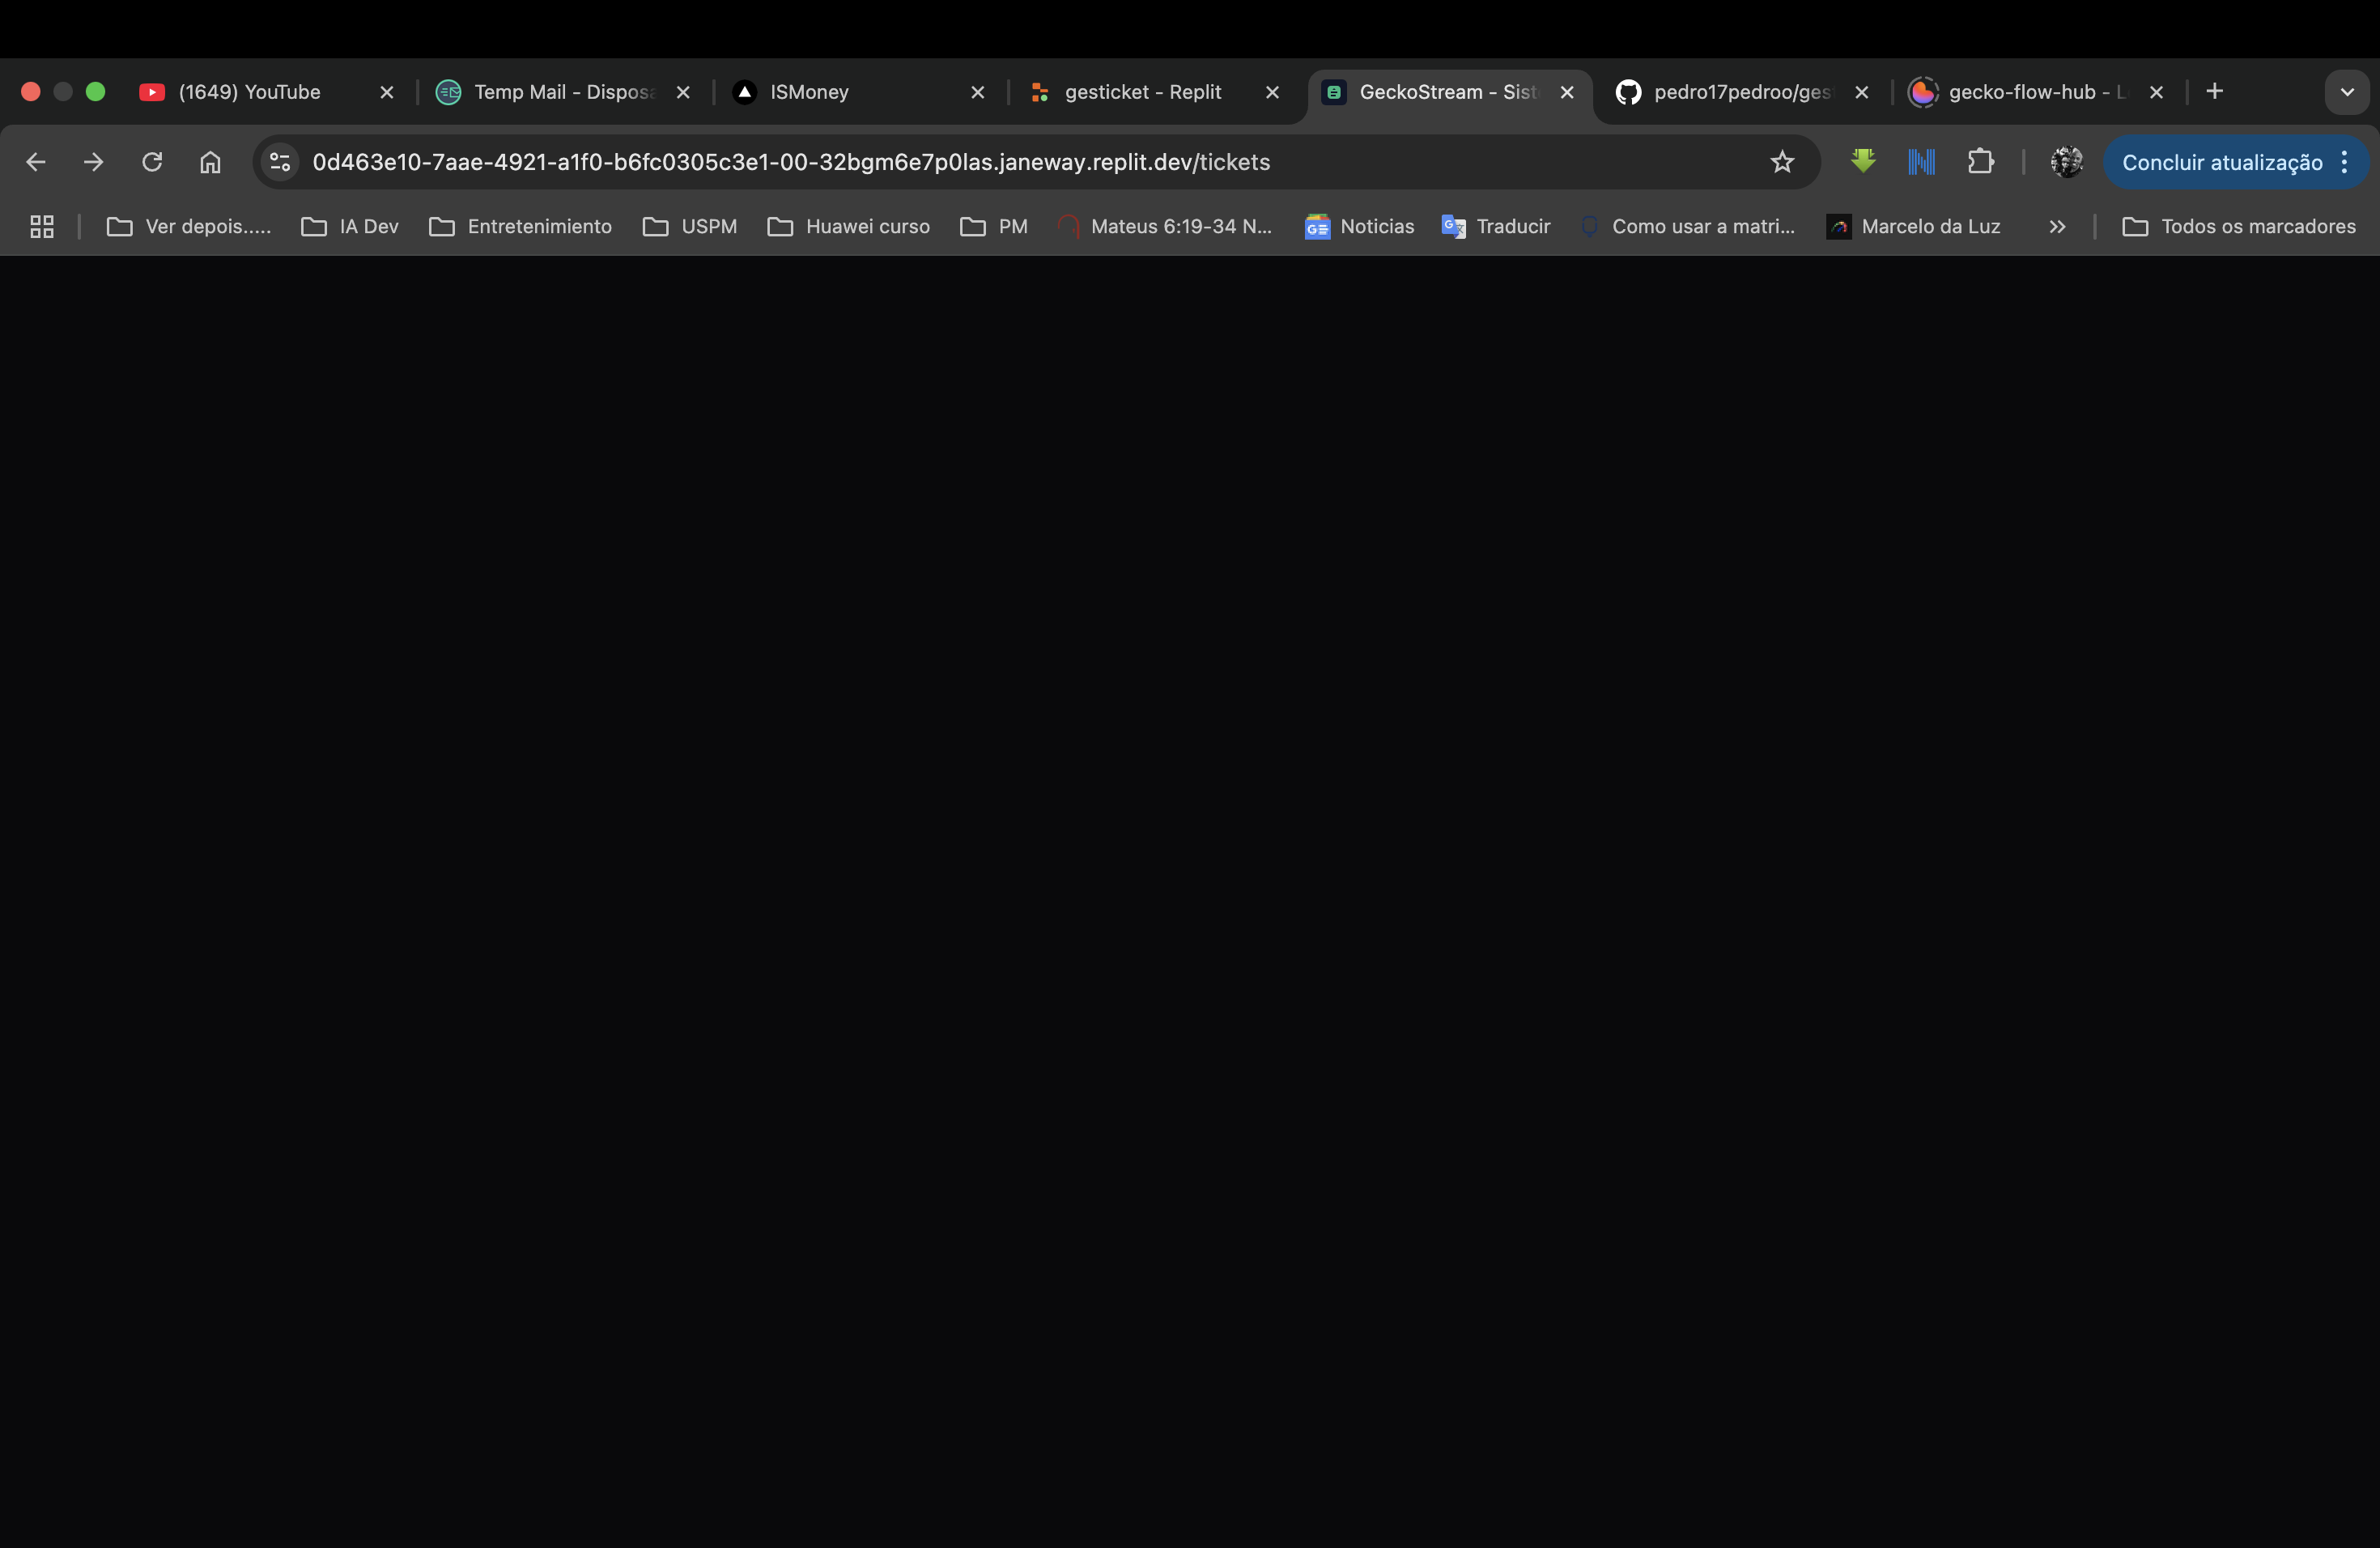 (1649) YouTube
Temp Mail - Disposa
ISMoney
gesticket - Replit
GeckoStream - Sist
pedro17pedroo/ges
gecko-flow-hub - L
0d463e10-7aae-4921-a1f0-b6fc0305c3e1-00-32bgm6e7p0las.janeway.replit.dev/tickets
Concluir atualização
Ver depois.....
IA Dev
Entretenimiento
USPM
Huawei curso
PM
Mateus 6:19-34 N...
Noticias
Traducir
Como usar a matri...
Marcelo da Luz
Todos os marcadores